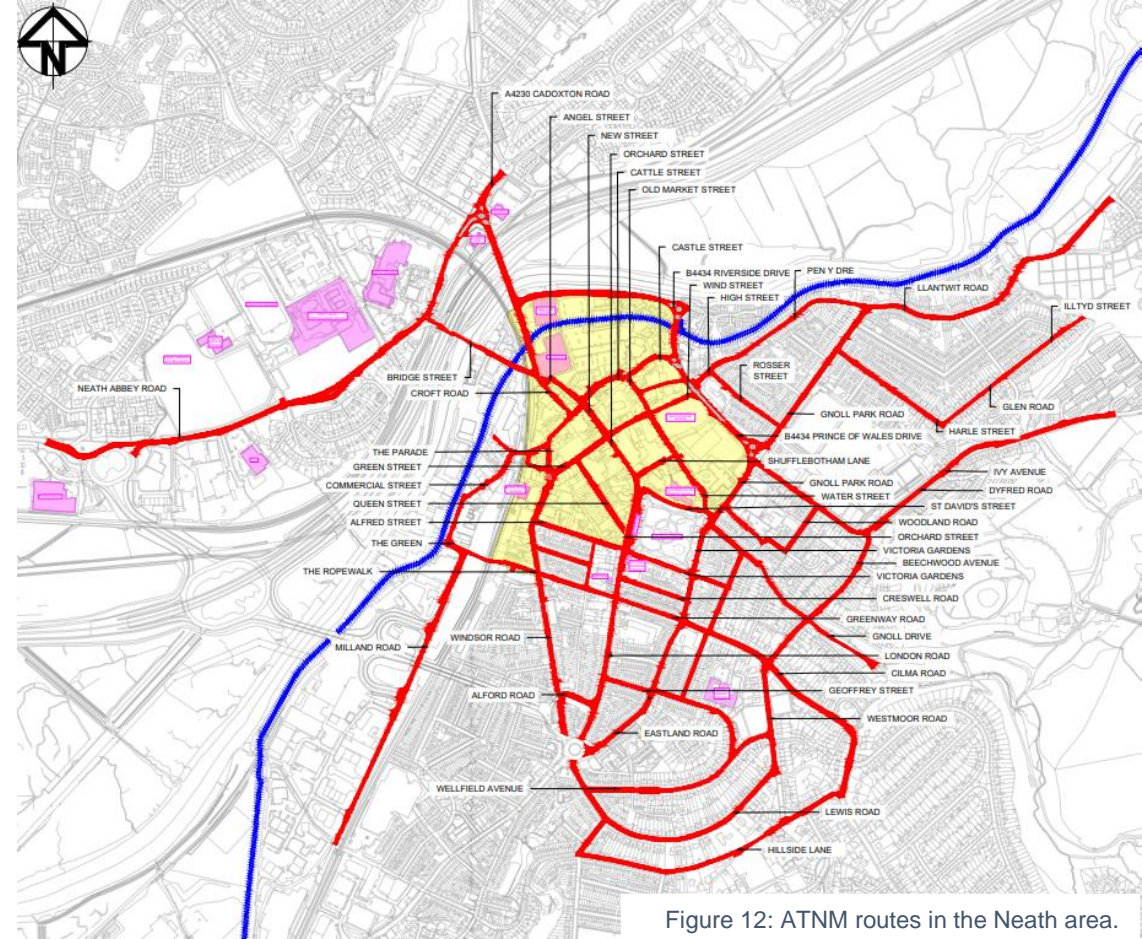 N
A4230 CADOXTON ROAD
ANGEL STREET
NEW STREET
ORCHARD STREET
CATTLE STREET
OLD MARKET STREET
CASTLE STREET
B4434 RIVERSIDE DRIVE
WIND STREET
HIGH STREET
PEN Y DRE
LLANTWIT ROAD
ILLTYD STREET
ROSSER
STREET
BRIDGE STREET
CROFT ROAD
NEATH ABBEY ROAD
GLEN ROAD
GNOLL PARK ROAD
HARLE STREET
B4434 PRINCE OF WALES DRIVE
THE PARADE
GREEN STREET
COMMERCIAL STREET
QUEEN STREET
ALFRED STREET
THE GREEN
THE ROPEWALK
SHUFFLEBOTHAM LANE
GNOLL PARK ROAD
WATER STREET
IVY AVENUE
DYFRED ROAD
ST DAVID'S STREET
WOODLAND ROAD
ORCHARD STREET
VICTORIA GARDENS
BEECHWOOD AVENUE
VICTORIA GARDENS
CRESWELL ROAD
GREENWAY ROAD
GNOLL DRIVE
WINDSOR ROAD
MILLAND ROAD
LONDON ROAD
CILMA ROAD
ALFORD ROAD
GEOFFREY STREET
WESTMOOR ROAD
EASTLAND ROAD
WELLFIELD AVENUE
LEWIS ROAD
HILLSIDE LANE
Figure 12: ATNM routes in the Neath area.